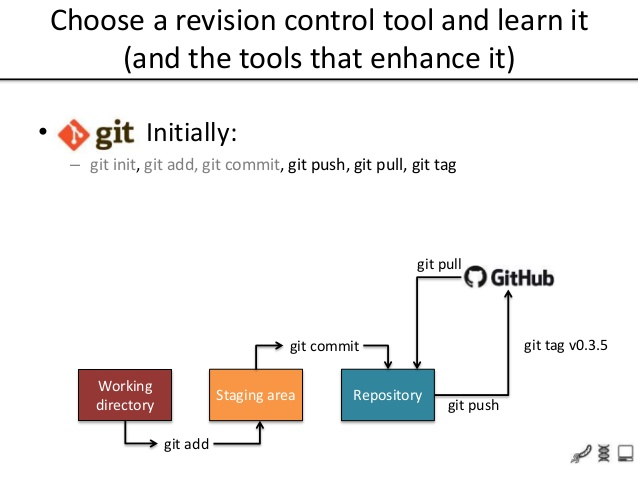 Choose a revision control tool and learn it
(and the tools that enhance it)
• git Initially:
– git init, git add, git commit, git push, git pull, git tag
git pull
GitHub
git commit
git tag v0.3.5
Working
directory
Staging area
Repository
git push
git add